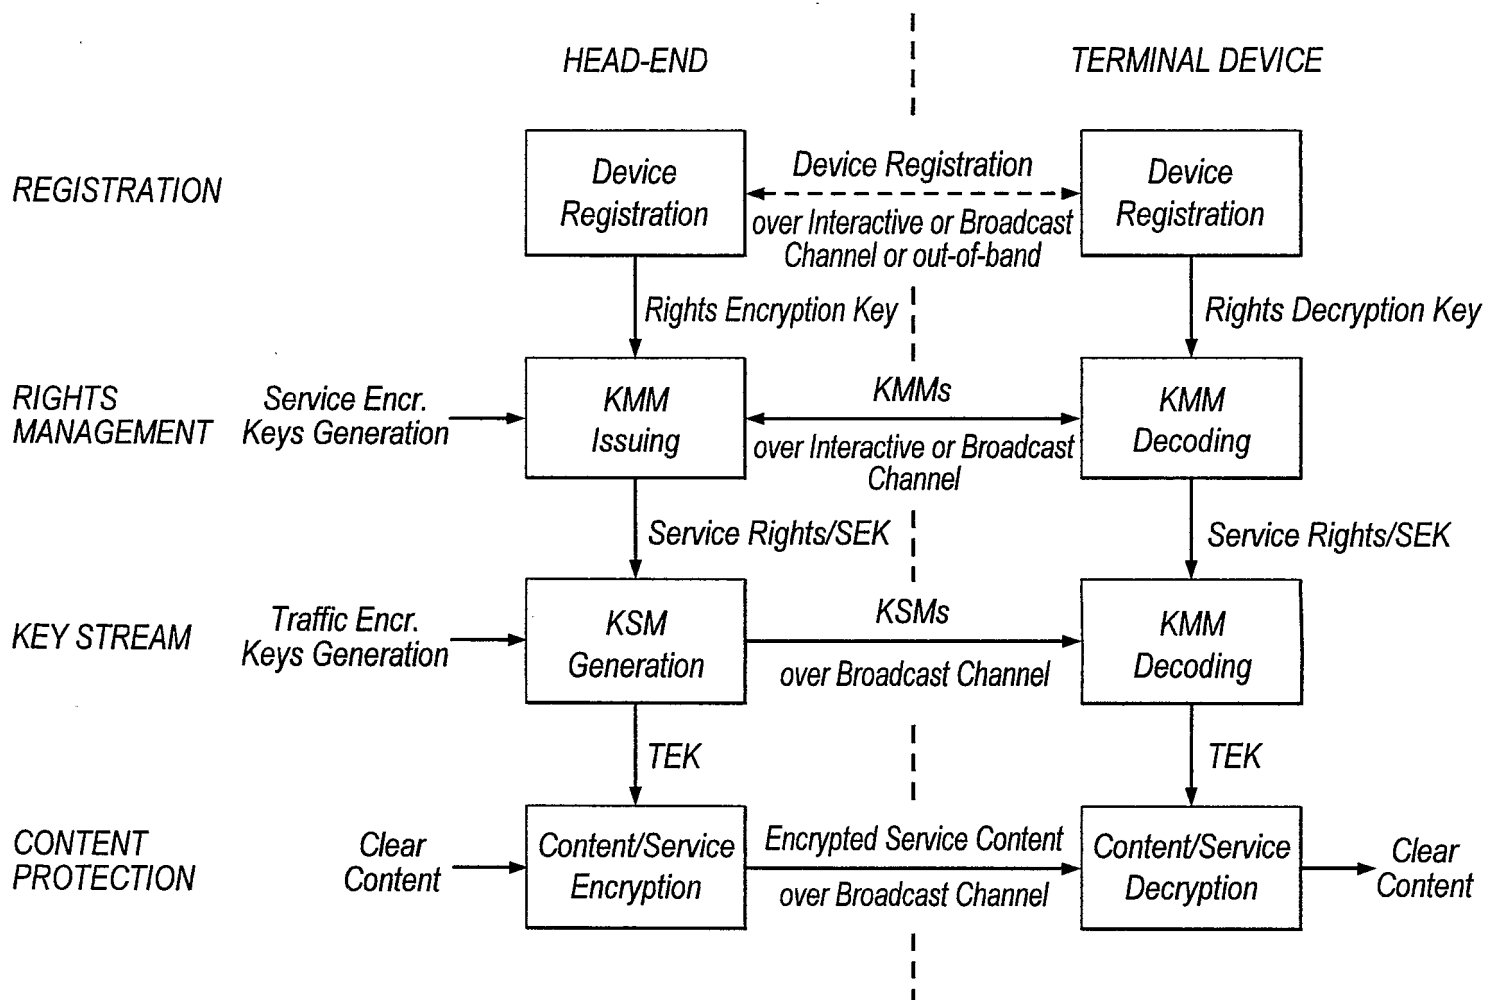 HEAD-END
TERMINAL DEVICE
REGISTRATION
Device
Registration
Device Registration
over Interactive or Broadcast
Channel or out-of-band
Device
Registration
Rights Encryption Key
Rights Decryption Key
RIGHTS
MANAGEMENT
Service Encr.
Keys Generation
KMM
Issuing
KMMs
over Interactive or Broadcast
Channel
KMM
Decoding
Service Rights/SEK
Service Rights/SEK
KEY STREAM
Traffic Encr.
Keys Generation
KSM
Generation
KSMs
over Broadcast Channel
KMM
Decoding
TEK
TEK
CONTENT
PROTECTION
Clear
Content
Content/Service
Encryption
Encrypted Service Content
over Broadcast Channel
Content/Service
Decryption
Clear
Content